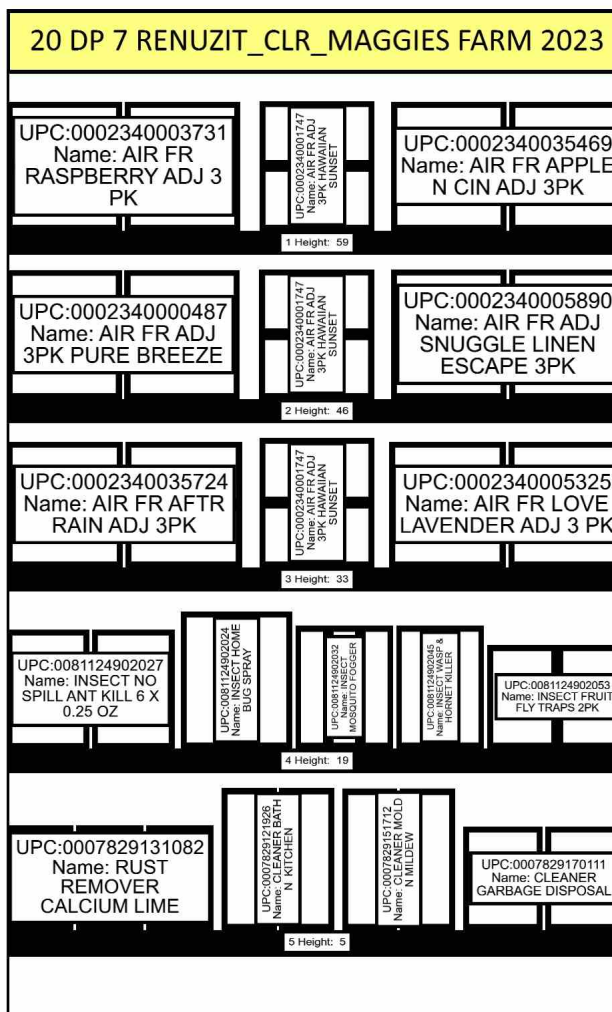 20 DP 7 RENUZIT_CLR_MAGGIES FARM 2023
UPC:0002340003731
Name: AIR FR
RASPBERRY ADJ 3
PK
UPC:0002340001747
Name: AIR FR ADJ
3PK HAWAIIAN
SUNSET
UPC:0002340035469
Name: AIR FR APPLE
N CIN ADJ 3PK
1 Height: 59
UPC:0002340000487
Name: AIR FR ADJ
3PK PURE BREEZE
UPC:0002340001747
Name: AIR FR ADJ
3PK HAWAIIAN
SUNSET
UPC:0002340005890
Name: AIR FR ADJ
SNUGGLE LINEN
ESCAPE 3PK
2 Height: 46
UPC:0002340035724
Name: AIR FR AFTR
RAIN ADJ 3PK
UPC:0002340001747
Name: AIR FR ADJ
3PK HAWAIIAN
SUNSET
UPC:0002340005325
Name: AIR FR LOVE
LAVENDER ADJ 3 PK
3 Height: 33
UPC:0081124902027
Name: INSECT NO
SPILL ANT KILL 6 X
0.25 OZ
UPC:0081124902024
Name: INSECT HOME
BUG SPRAY
UPC:0081124902032
Name: INSECT
MOSQUITO FOGGER
UPC:0081124902045
Name: INSECT WASP &
HORNET KILLER
UPC:0081124902053
Name: INSECT FRUIT
FLY TRAPS 2PK
4 Height: 19
UPC:0007829131082
Name: RUST
REMOVER
CALCIUM LIME
UPC:0007829121926
Name: CLEANER BATH
N KITCHEN
UPC:0007829151712
Name: CLEANER MOLD
N MILDEW
UPC:0007829170111
Name: CLEANER
GARBAGE DISPOSAL
5 Height: 5